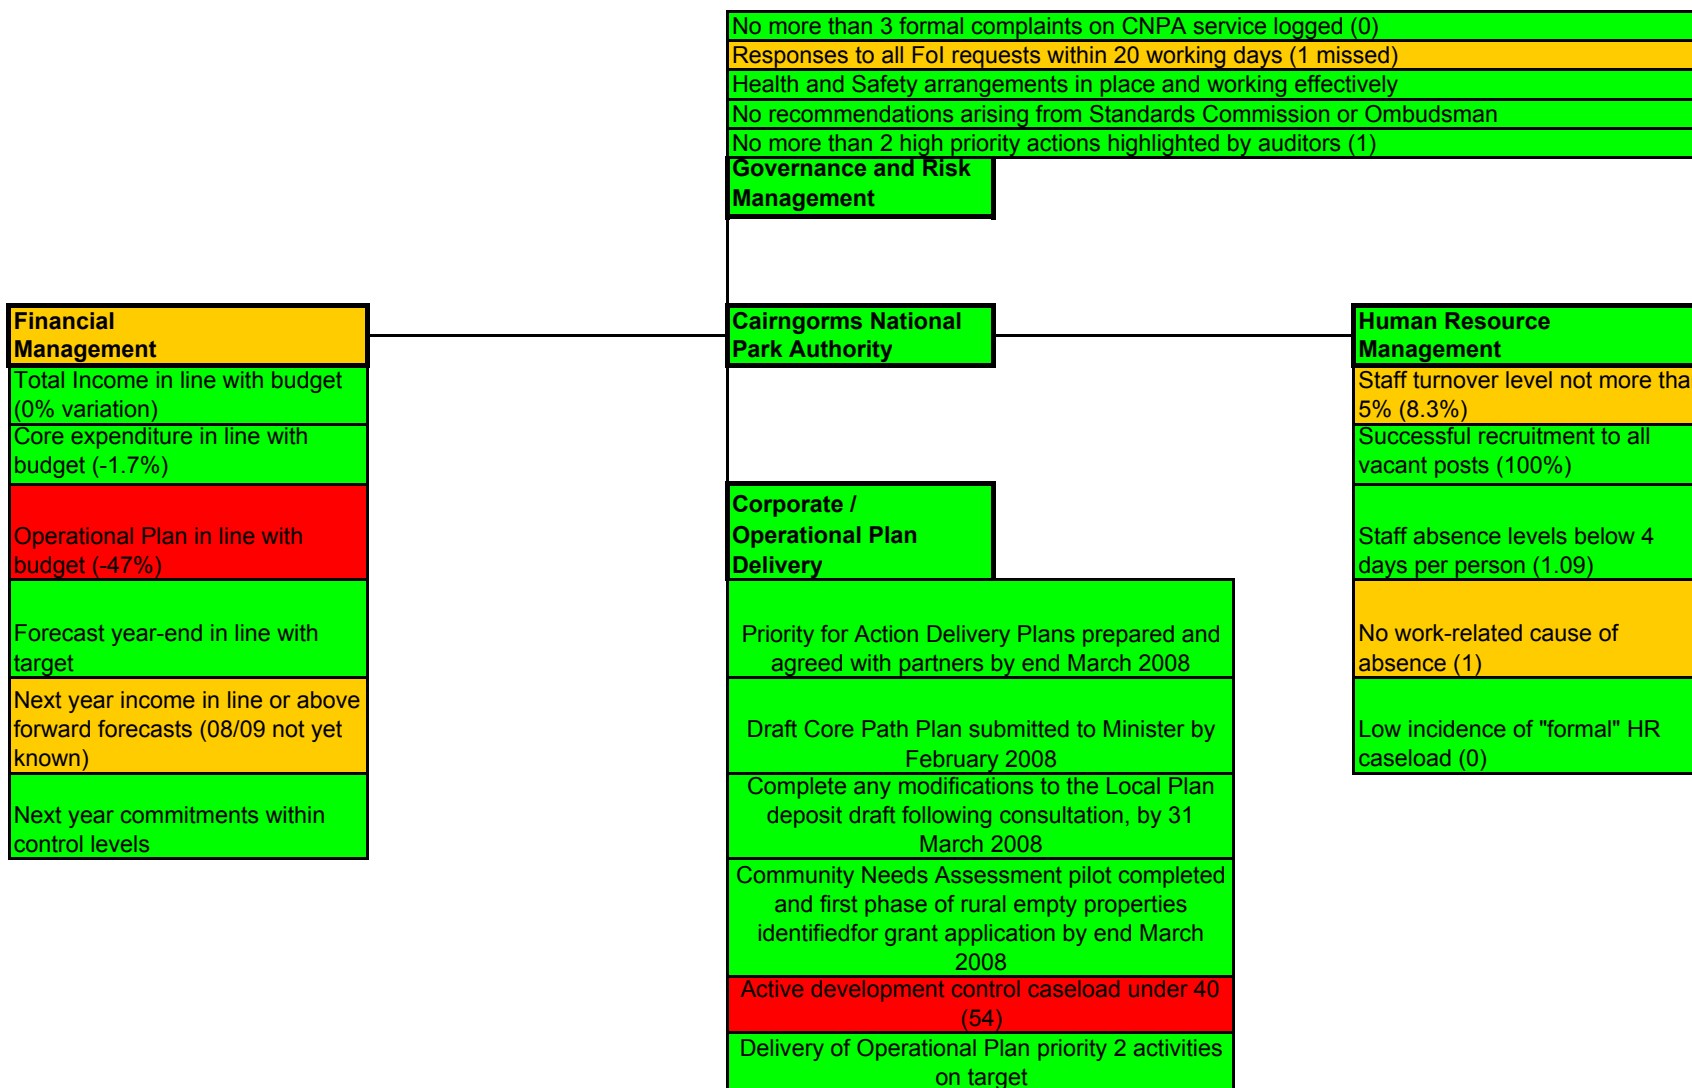 No more than 3 formal complaints on CNPA service logged (0)
Responses to all FoI requests within 20 working days (1 missed)
Health and Safety arrangements in place and working effectively
No recommendations arising from Standards Commission or Ombudsman
No more than 2 high priority actions highlighted by auditors (1)
Governance and Risk
Management
Financial
Management
Total Income in line with budget
(0% variation)
Core expenditure in line with
budget (-1.7%)
Operational Plan in line with
budget (-47%)
Forecast year-end in line with
target
Next year income in line or above
forward forecasts (08/09 not yet
known)
Next year commitments within
control levels
Cairngorms National
Park Authority
Corporate /
Operational Plan
Delivery
Priority for Action Delivery Plans prepared and
agreed with partners by end March 2008
Draft Core Path Plan submitted to Minister by
February 2008
Complete any modifications to the Local Plan
deposit draft following consultation, by 31
March 2008
Community Needs Assessment pilot completed
and first phase of rural empty properties
identifiedfor grant application by end March
2008
Active development control caseload under 40
(54)
Delivery of Operational Plan priority 2 activities
on target
Human Resource
Management
Staff turnover level not more tha
5% (8.3%)
Successful recruitment to all
vacant posts (100%)
Staff absence levels below 4
days per person (1.09)
No work-related cause of
absence (1)
Low incidence of "formal" HR
caseload (0)